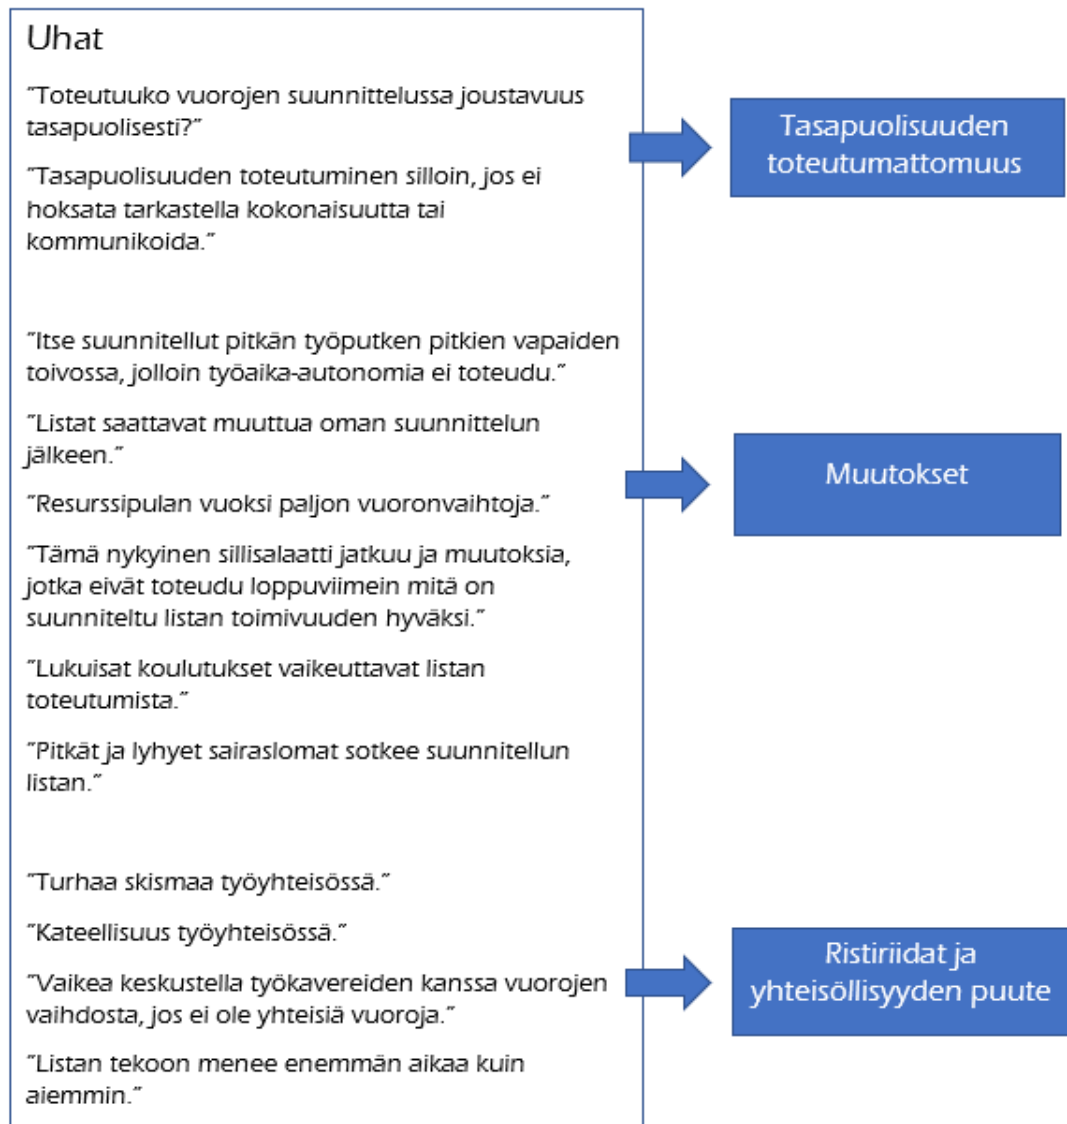 Uhat
"Toteutuuko vuorojen suunnittelussa joustavuus
tasapuolisesti?"
"Tasapuolisuuden toteutuminen silloin, jos ei
hoksata tarkastella kokonaisuutta tai
kommunikoida."
Tasapuolisuuden
toteutumattomuus
"Itse suunnitellut pitkän työputken pitkien vapaiden
toivossa, jolloin työaika-autonomia ei toteudu."
"Listat saattavat muuttua oman suunnittelun
jälkeen."
"Resurssipulan vuoksi paljon vuoronvaihtoja."
"Tämä nykyinen sillisalaatti jatkuu ja muutoksia,
jotka eivät toteudu loppuviimein mitä on
suunniteltu listan toimivuuden hyväksi."
"Lukuisat koulutukset vaikeuttavat listan
toteutumista."
"Pitkät ja lyhyet sairaslomat sotkee suunnitellun
listan."
Muutokset
"Turhaa skismaa työyhteisössä."
"Kateellisuus työyhteisössä."
"Vaikea keskustella työkavereiden kanssa vuorojen
vaihdosta, jos ei ole yhteisiä vuoroja."
"Listan tekoon menee enemmän aikaa kuin
aiemmin."
Ristiriidat ja
yhteisöllisyyden puute